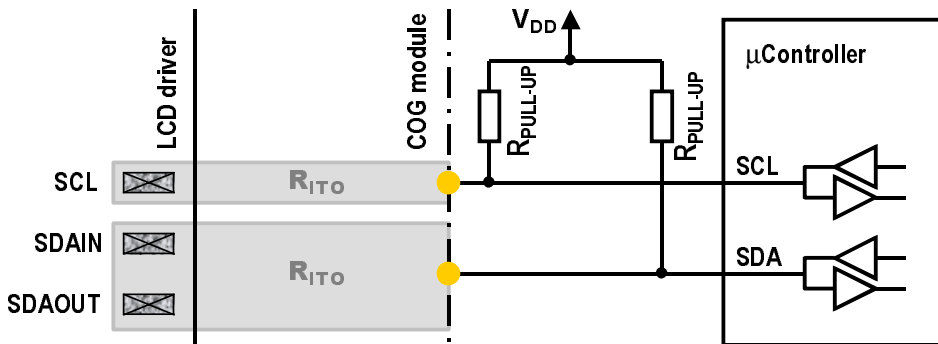 LCD driver
COG module
VDD
RPULL-UP
RPULL-UP
µController
SCL
RITO
SCL
SDAIN
RITO
SDA
SDAOUT